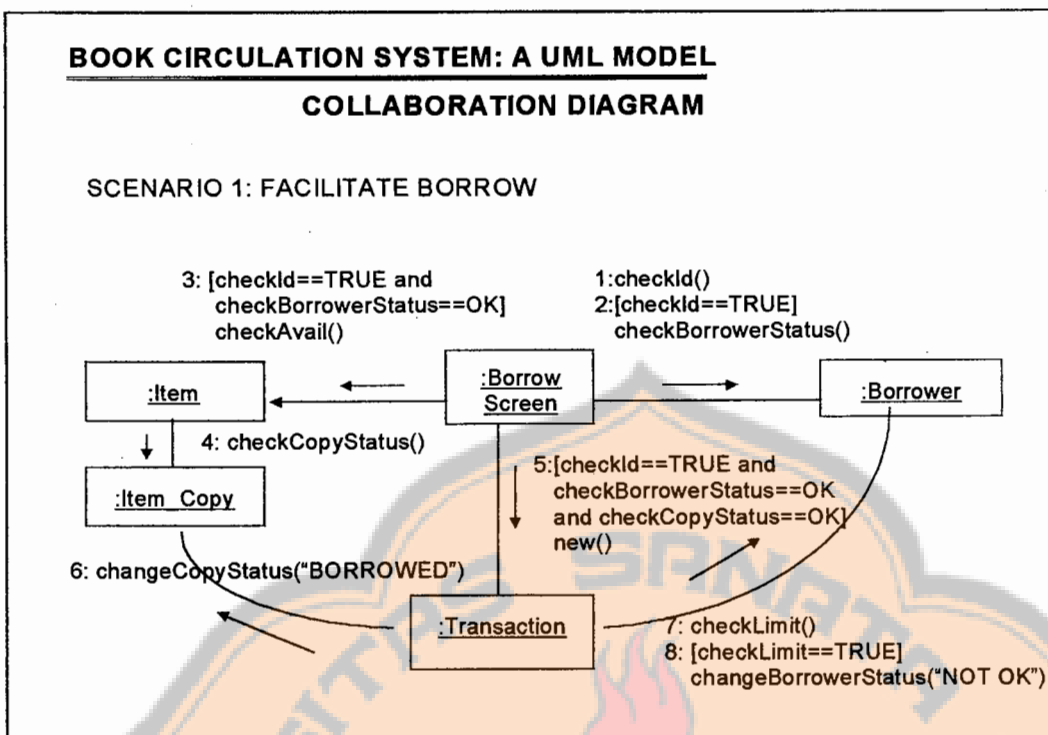 BOOK CIRCULATION SYSTEM: A UML MODEL
COLLABORATION DIAGRAM
SCENARIO 1: FACILITATE BORROW
3: [checkId==TRUE and
checkBorrowerStatus==OK]
checkAvail()
1:checkId()
2:[checkId==TRUE]
checkBorrowerStatus()
:Item
:Borrow
Screen
:Borrower
4: checkCopyStatus()
:Item_Copy
5:[checkId==TRUE and
checkBorrowerStatus==OK
and checkCopyStatus==OK]
new()
6: changeCopyStatus("BORROWED")
:Transaction
7: checkLimit()
8: [checkLimit==TRUE]
changeBorrowerStatus("NOT OK")
ITAS SANATA